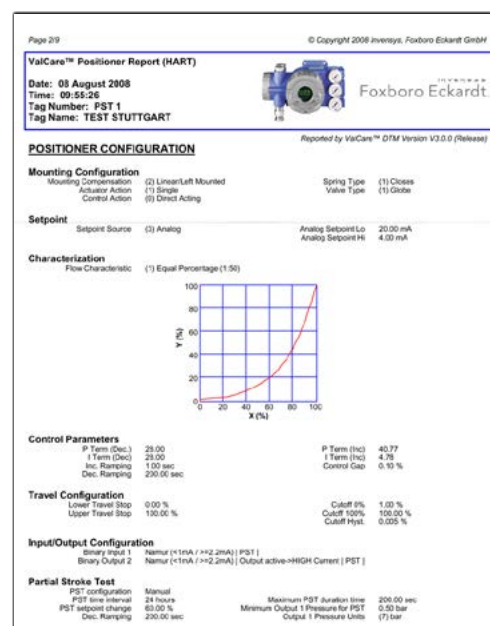 Page 2/9 © Copyright 2008 Invensys, Foxboro Eckardt GmbH
ValCare™ Positioner Report (HART)
Date: 08 August 2008
Time: 09:55:26
Tag Number: PST 1
Tag Name: TEST STUTTGART
invensys
Foxboro Eckardt
Reported by ValCare™ DTM Version V3.0.0 (Release)
POSITIONER CONFIGURATION
Mounting Configuration
Mounting Compensation (2) Linear/Left Mounted Spring Type (1) Closes
Actuator Action (1) Single Valve Type (1) Globe
Control Action (0) Direct Acting
Setpoint
Setpoint Source (3) Analog Analog Setpoint Lo 20.00 mA
Analog Setpoint Hi 4.00 mA
Characterization
Flow Characteristic (1) Equal Percentage (1:50)
100
80
60
40
20
0
Y (%)
0 20 40 60 80 100
X (%)
Control Parameters
P Term (Dec.) 28.00 P Term (Inc) 40.77
I Term (Dec) 28.00 I Term (Inc) 4.78
Inc. Ramping 1.00 sec Control Gap 0.10 %
Dec. Ramping 200.00 sec
Travel Configuration
Lower Travel Stop 0.00 % Cutoff 0% 1.00 %
Upper Travel Stop 100.00 % Cutoff 100% 100.00 %
Cutoff Hyst. 0.005 %
Input/Output Configuration
Binary Input 1 Namur (<1mA / >=2.2mA) | PST |
Binary Output 2 Namur (<1mA / >=2.2mA) | Output active->HIGH Current | PST |
Partial Stroke Test
PST configuration Manual
PST time interval 24 hours Maximum PST duration time 200.00 sec
PST setpoint change 60.00 % Minimum Output 1 Pressure for PST 0.50 bar
Dec. Ramping 200.00 sec Output 1 Pressure Units (7) bar